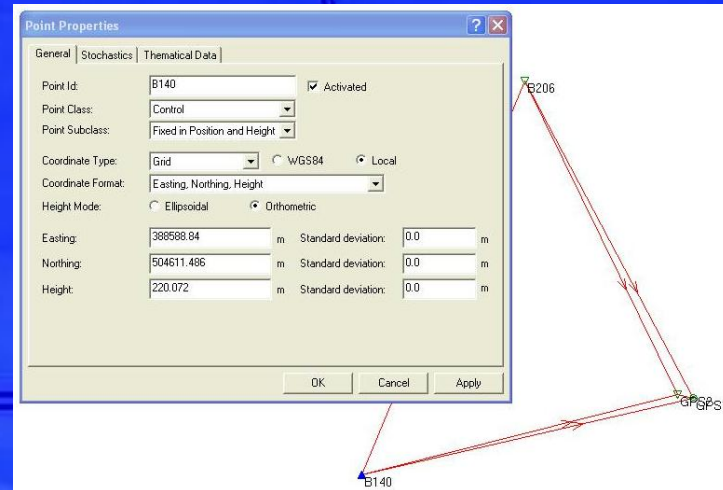 Point Properties
General Stochastics Thematical Data
Point Id: B140 Activated
Point Class: Control
Point Subclass: Fixed in Position and Height
Coordinate Type: Grid WGS84 Local
Coordinate Format: Easting, Northing, Height
Height Mode: Ellipsoidal Orthometric
Easting: 388588.84 m Standard deviation: 0.0 m
Northing: 504611.486 m Standard deviation: 0.0 m
Height: 220.072 m Standard deviation: 0.0 m
OK Cancel Apply
B206
B140